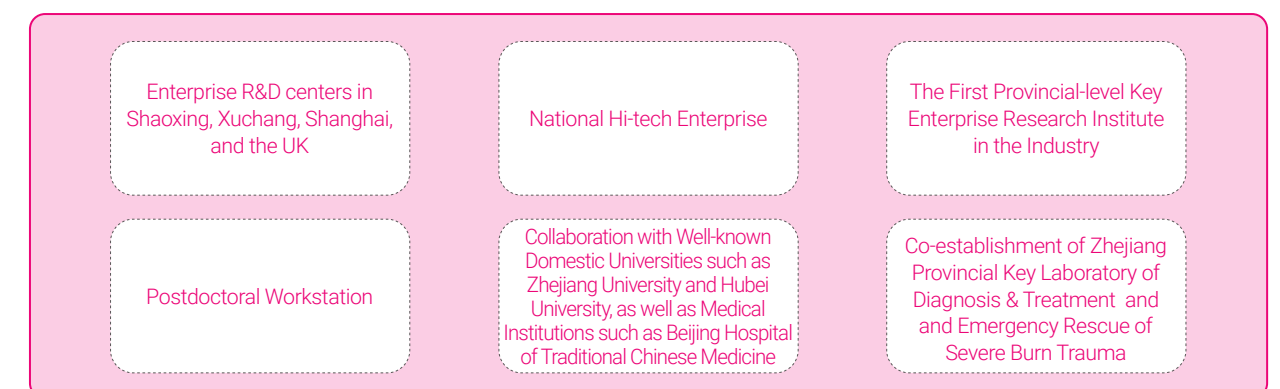 Enterprise R&D centers in
Shaoxing, Xuchang, Shanghai,
and the UK
National Hi-tech Enterprise
The First Provincial-level Key
Enterprise Research Institute
in the Industry
Postdoctoral Workstation
Collaboration with Well-known
Domestic Universities such as
Zhejiang University and Hubei
University, as well as Medical
Institutions such as Beijing Hospital
of Traditional Chinese Medicine
Co-establishment of Zhejiang
Provincial Key Laboratory of
Diagnosis & Treatment and
and Emergency Rescue of
Severe Burn Trauma